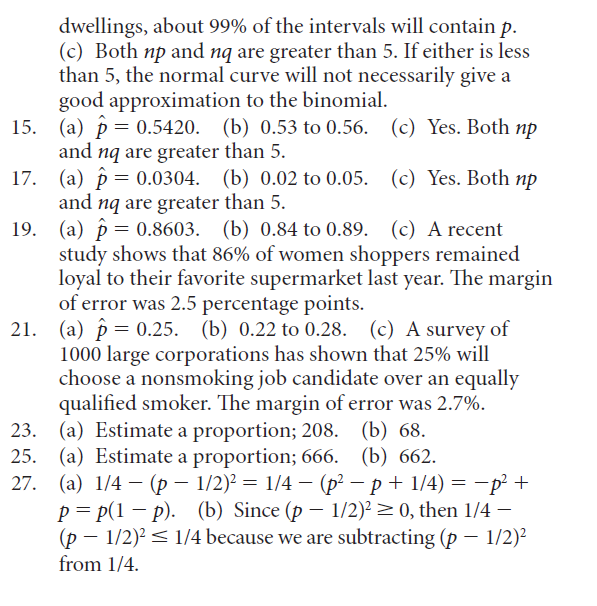 dwellings, about 99% of the intervals will contain p.
(c) Both np and nq are greater than 5. If either is less
than 5, the normal curve will not necessarily give a
good approximation to the binomial.
15. (a) p̂ = 0.5420. (b) 0.53 to 0.56. (c) Yes. Both np
and nq are greater than 5.
17. (a) p̂ = 0.0304. (b) 0.02 to 0.05. (c) Yes. Both np
and nq are greater than 5.
19. (a) p̂ = 0.8603. (b) 0.84 to 0.89. (c) A recent
study shows that 86% of women shoppers remained
loyal to their favorite supermarket last year. The margin
of error was 2.5 percentage points.
21. (a) p̂ = 0.25. (b) 0.22 to 0.28. (c) A survey of
1000 large corporations has shown that 25% will
choose a nonsmoking job candidate over an equally
qualified smoker. The margin of error was 2.7%.
23. (a) Estimate a proportion; 208. (b) 68.
25. (a) Estimate a proportion; 666. (b) 662.
27. (a) 1/4 − (p − 1/2)² = 1/4 − (p² − p + 1/4) = −p² +
p = p(1 − p). (b) Since (p − 1/2)² ≥ 0, then 1/4 −
(p − 1/2)² ≤ 1/4 because we are subtracting (p − 1/2)²
from 1/4.